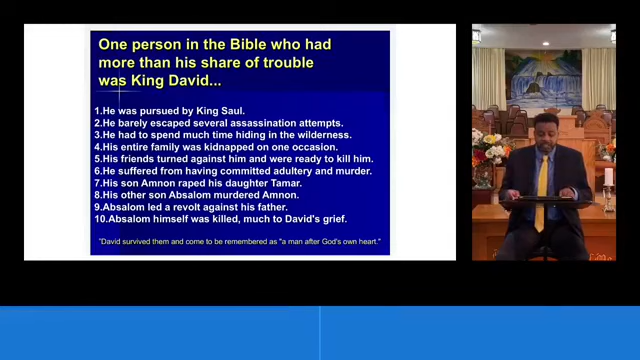 One person in the Bible who had
more than his share of trouble
was King David...
1.He was pursued by King Saul.
2.He barely escaped several assassination attempts.
3.He had to spend much time hiding in the wilderness.
4.His entire family was kidnapped on one occasion.
5.His friends turned against him and were ready to kill him.
6.He suffered from having committed adultery and murder.
7.His son Amnon raped his daughter Tamar.
8.His other son Absalom murdered Amnon.
9.Absalom led a revolt against his father.
10.Absalom himself was killed, much to David's grief.
"David survived them and come to be remembered as "a man after God's own heart."